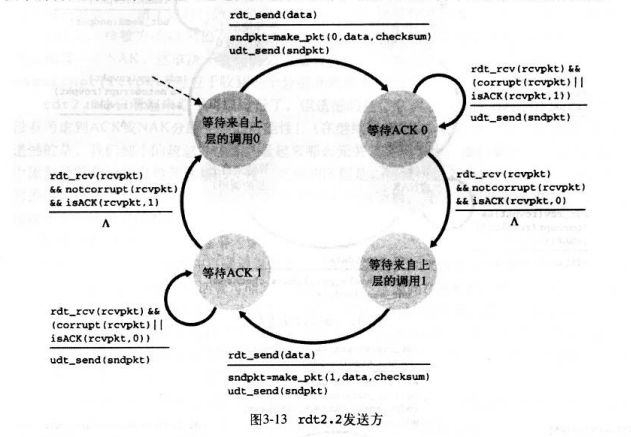 rdt_send(data)
sndpkt=make_pkt(0,data,checksum)
udt_send(sndpkt)
rdt_rcv(rcvpkt) &&
(corrupt(rcvpkt)||
isACK(rcvpkt,1))
udt_send(sndpkt)
等待来自上
层的调用0
等待ACK 0
rdt_rcv(rcvpkt)
&& notcorrupt(rcvpkt)
&& isACK(rcvpkt,1)
Λ
rdt_rcv(rcvpkt)
&& notcorrupt(rcvpkt)
&& isACK(rcvpkt,0)
Λ
等待ACK 1
等待来自上
层的调用1
rdt_rcv(rcvpkt) &&
(corrupt(rcvpkt)||
isACK(rcvpkt,0))
udt_send(sndpkt)
rdt_send(data)
sndpkt=make_pkt(1,data,checksum)
udt_send(sndpkt)
图3-13 rdt2.2发送方